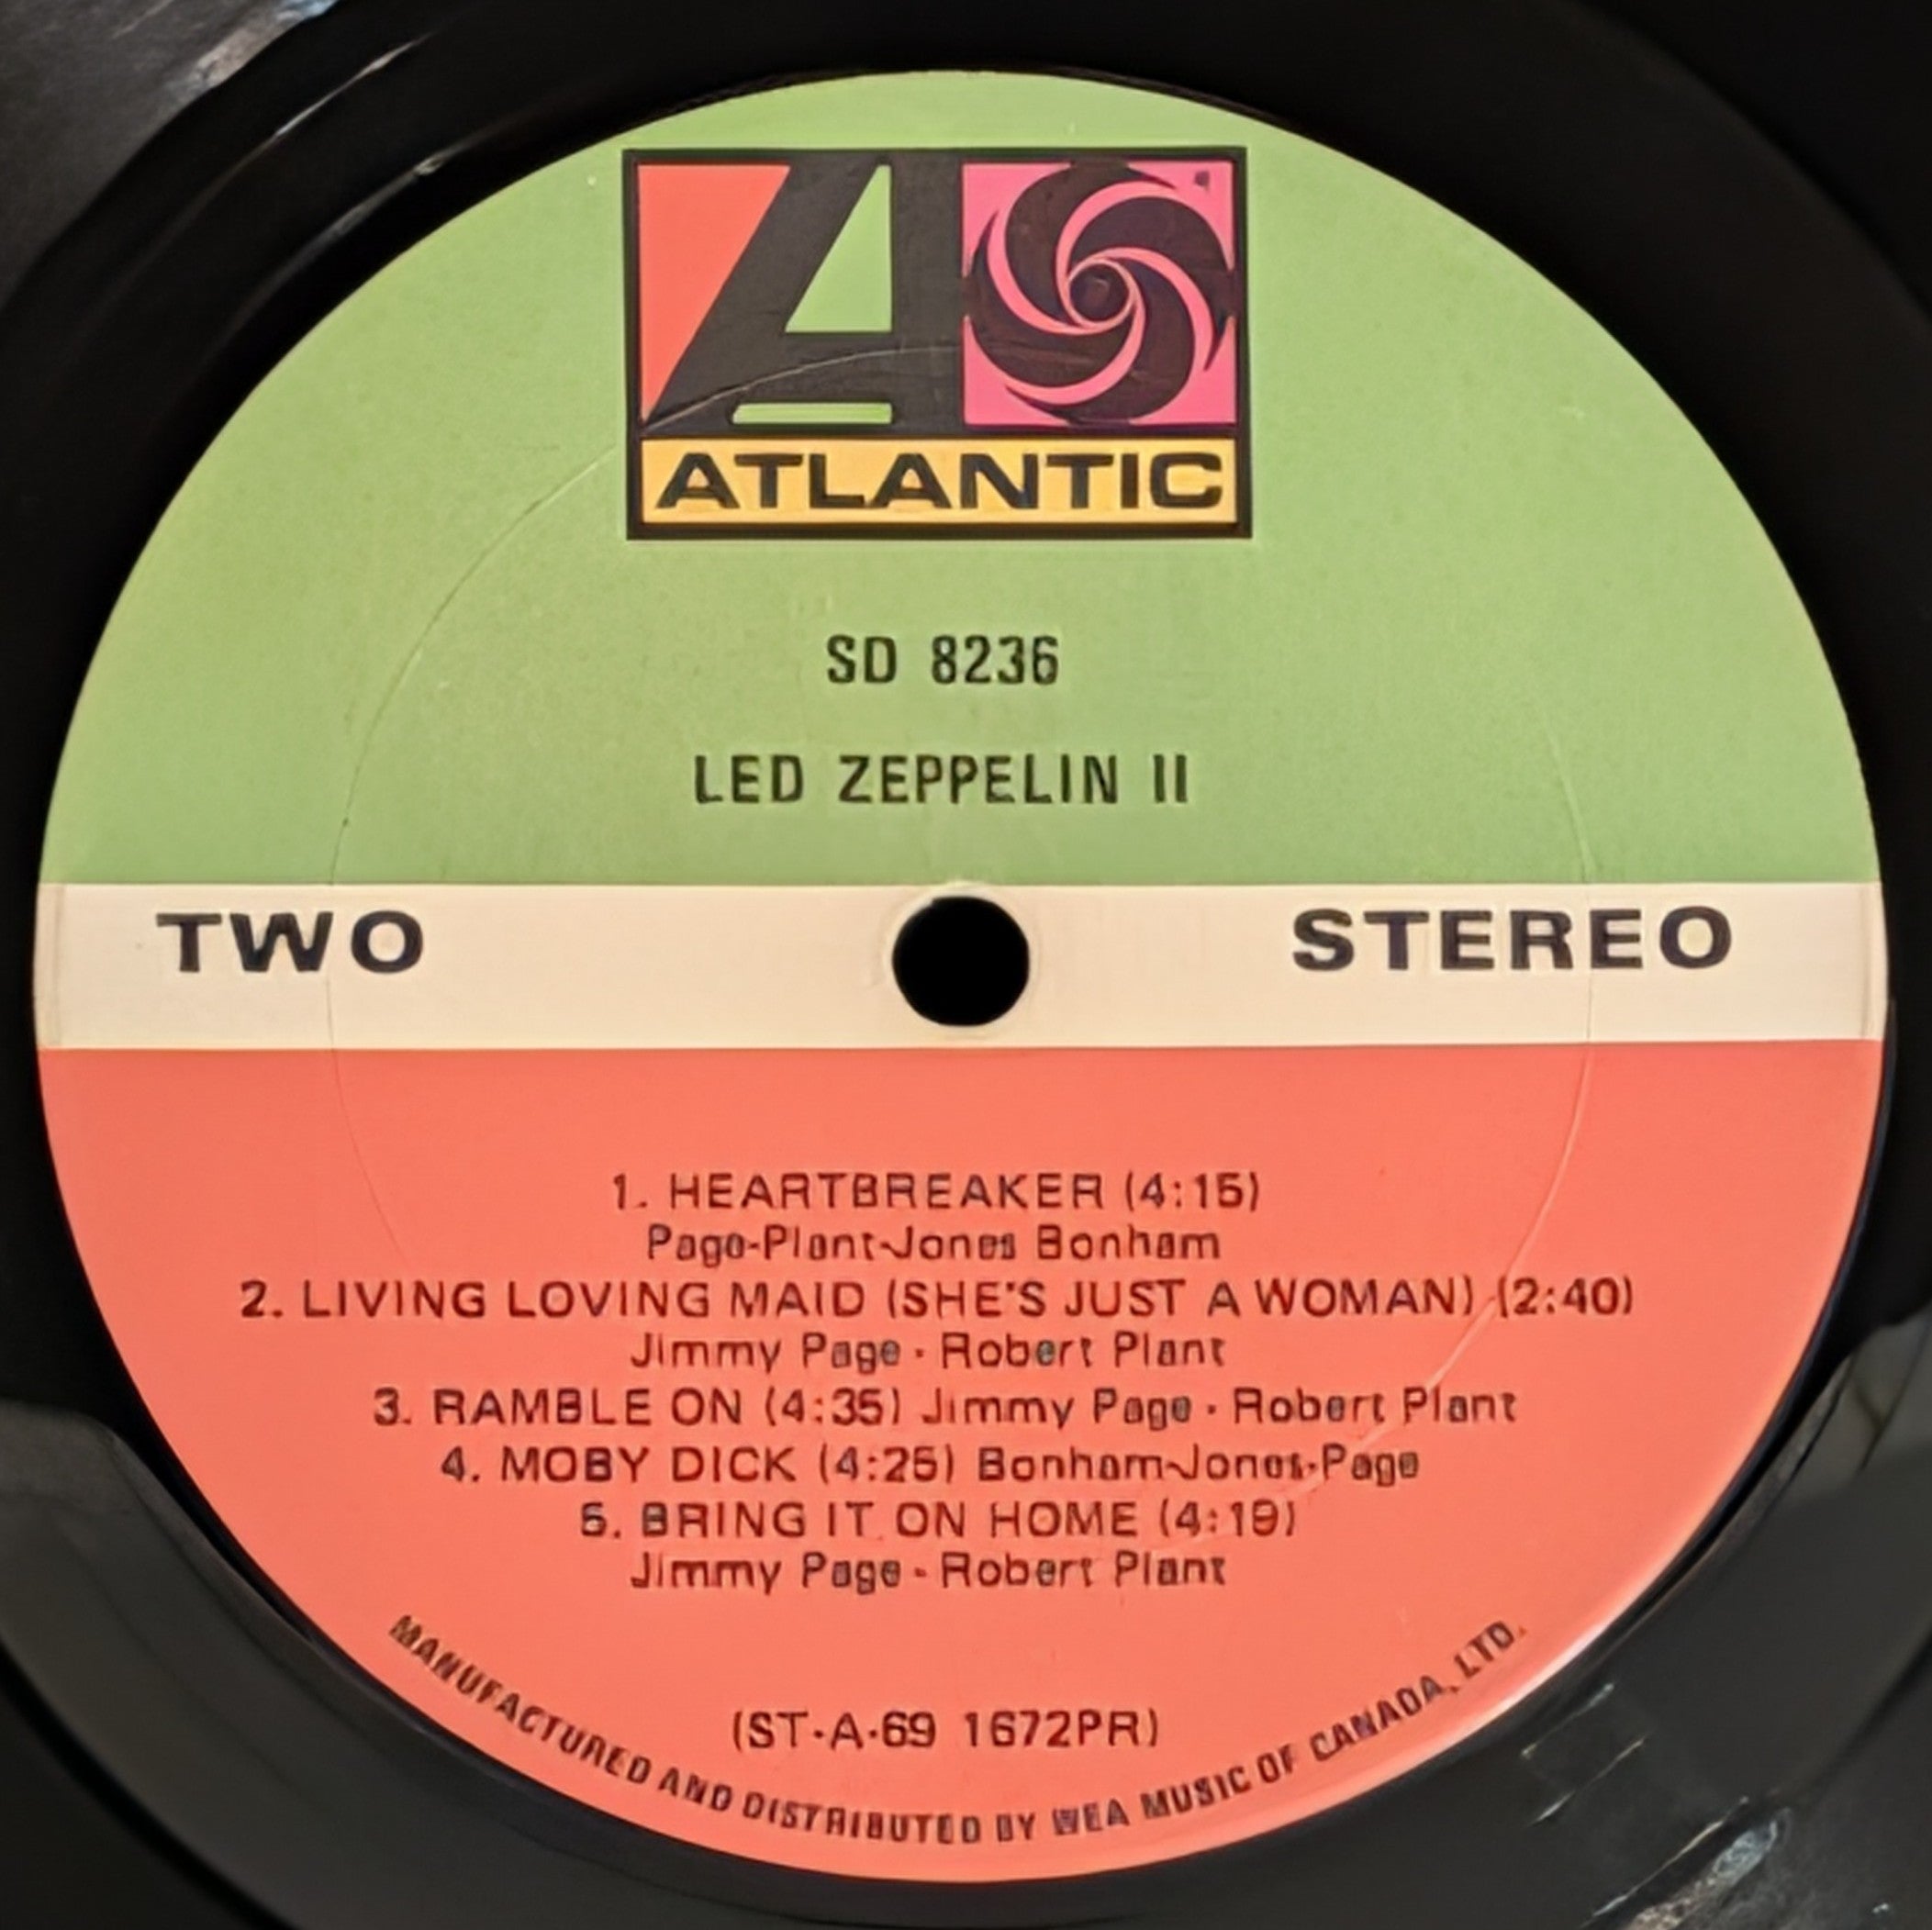 ATLANTIC
SD 8236
LED ZEPPELIN II
TWO
STEREO
1. HEARTBREAKER (4:15)
Page-Plant-Jones Bonham
2. LIVING LOVING MAID (SHE'S JUST A WOMAN) (2:40)
Jimmy Page - Robert Plant
3. RAMBLE ON (4:35) Jimmy Page - Robert Plant
4. MOBY DICK (4:25) Bonham-Jones-Page
5. BRING IT ON HOME (4:19)
Jimmy Page - Robert Plant
(ST-A-69 1672PR)
MANUFACTURED AND DISTRIBUTED BY WEA MUSIC OF CANADA, LTD.